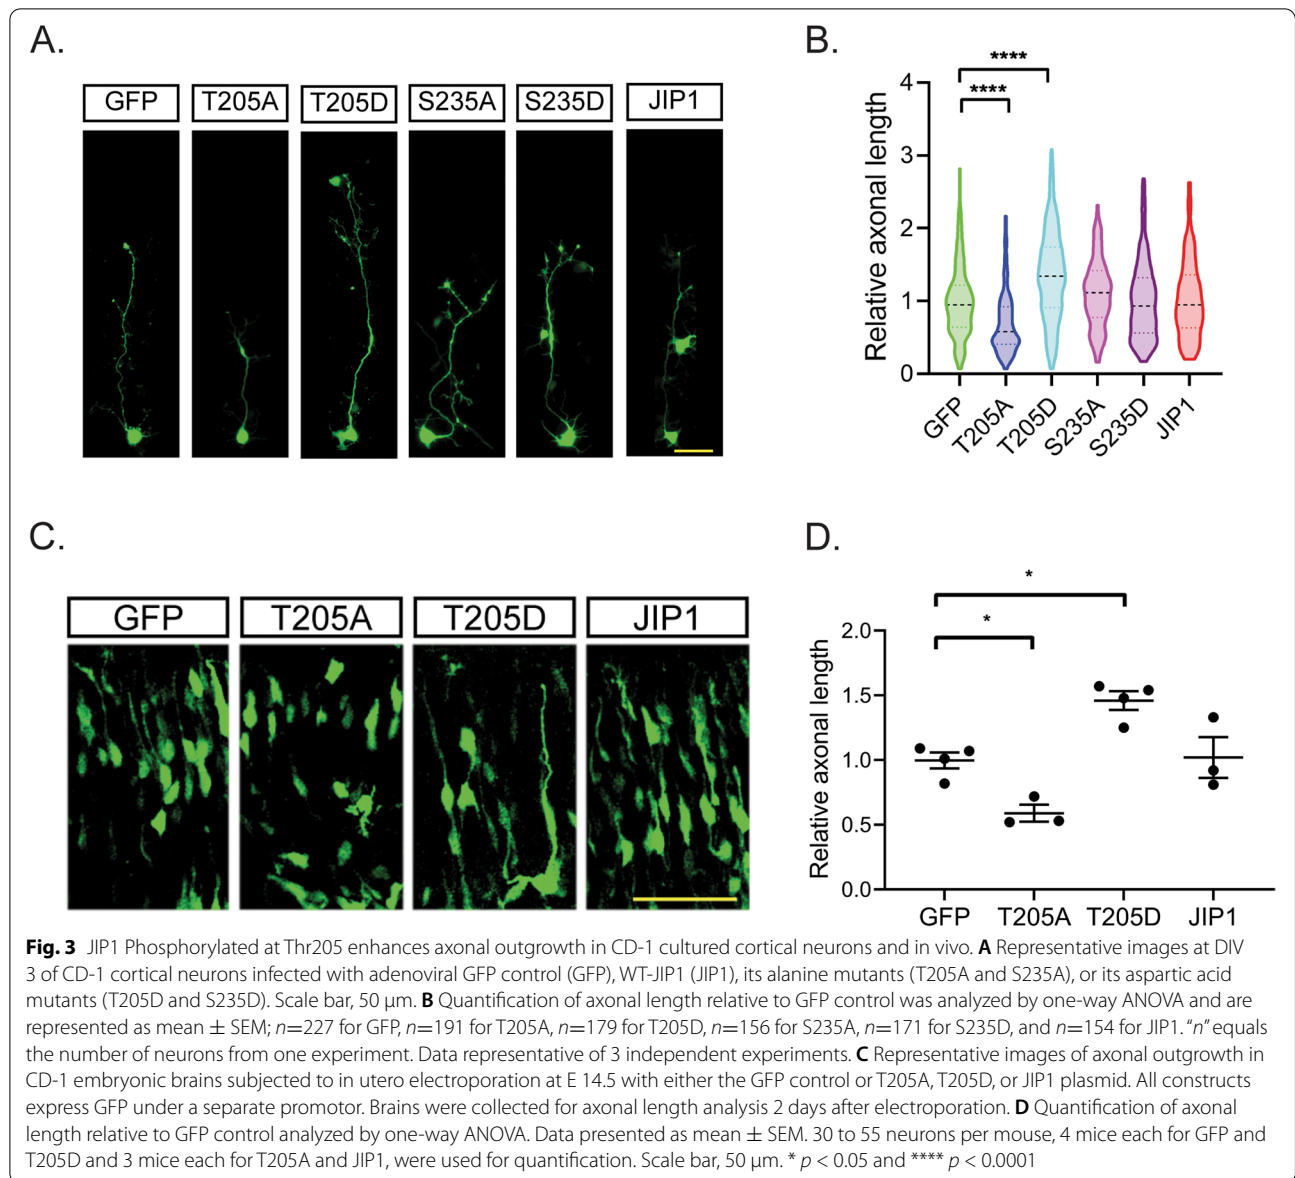 A.
GFP T205A T205D S235A S235D JIP1
B.
****
****
Relative axonal length
4
3
2
1
0
GFP T205A T205D S235A S235D JIP1
C.
GFP T205A T205D JIP1
D.
*
*
Relative axonal length
2.0
1.5
1.0
0.5
0.0
GFP T205A T205D JIP1
Fig. 3 JIP1 Phosphorylated at Thr205 enhances axonal outgrowth in CD-1 cultured cortical neurons and in vivo. A Representative images at DIV
3 of CD-1 cortical neurons infected with adenoviral GFP control (GFP), WT-JIP1 (JIP1), its alanine mutants (T205A and S235A), or its aspartic acid
mutants (T205D and S235D). Scale bar, 50 μm. B Quantification of axonal length relative to GFP control was analyzed by one-way ANOVA and are
represented as mean ± SEM; n=227 for GFP, n=191 for T205A, n=179 for T205D, n=156 for S235A, n=171 for S235D, and n=154 for JIP1. “n” equals
the number of neurons from one experiment. Data representative of 3 independent experiments. C Representative images of axonal outgrowth in
CD-1 embryonic brains subjected to in utero electroporation at E 14.5 with either the GFP control or T205A, T205D, or JIP1 plasmid. All constructs
express GFP under a separate promotor. Brains were collected for axonal length analysis 2 days after electroporation. D Quantification of axonal
length relative to GFP control analyzed by one-way ANOVA. Data presented as mean ± SEM. 30 to 55 neurons per mouse, 4 mice each for GFP and
T205D and 3 mice each for T205A and JIP1, were used for quantification. Scale bar, 50 μm. * p < 0.05 and **** p < 0.0001